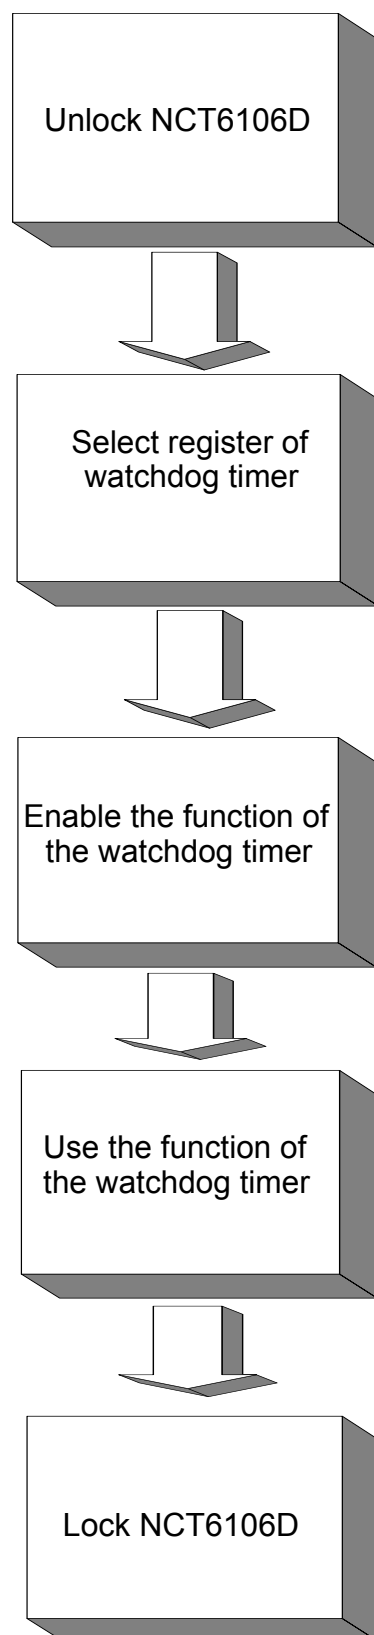 Unlock NCT6106D
Select register of
watchdog timer
Enable the function of
the watchdog timer
Use the function of
the watchdog timer
Lock NCT6106D